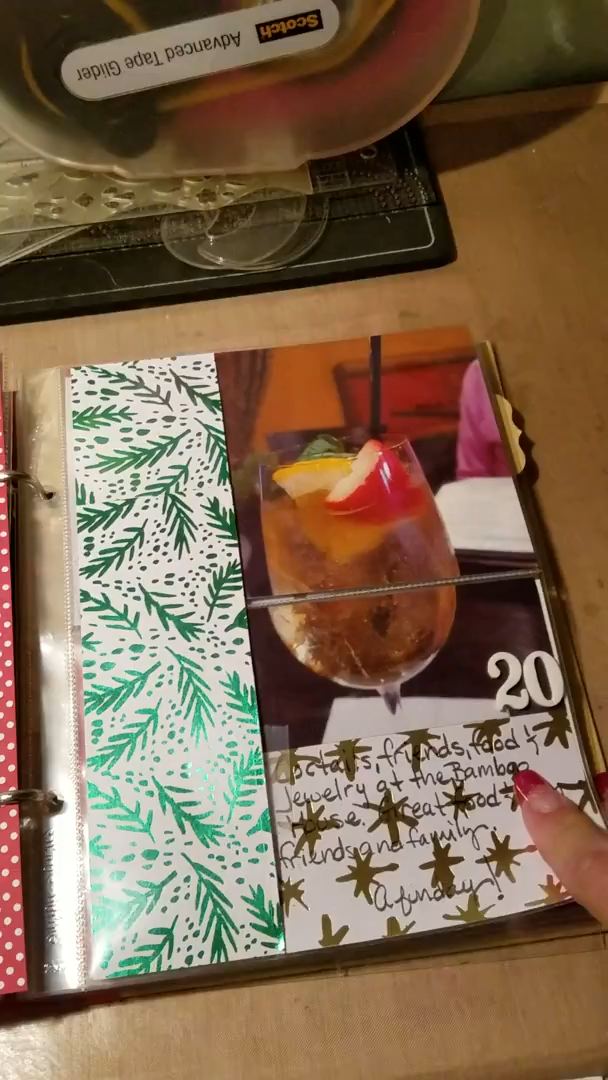 Scotch
Advanced Tape Glider
20
friends, food &
Jewelry at the Bamboo
House. Great food &
friends and family.
A fun day!